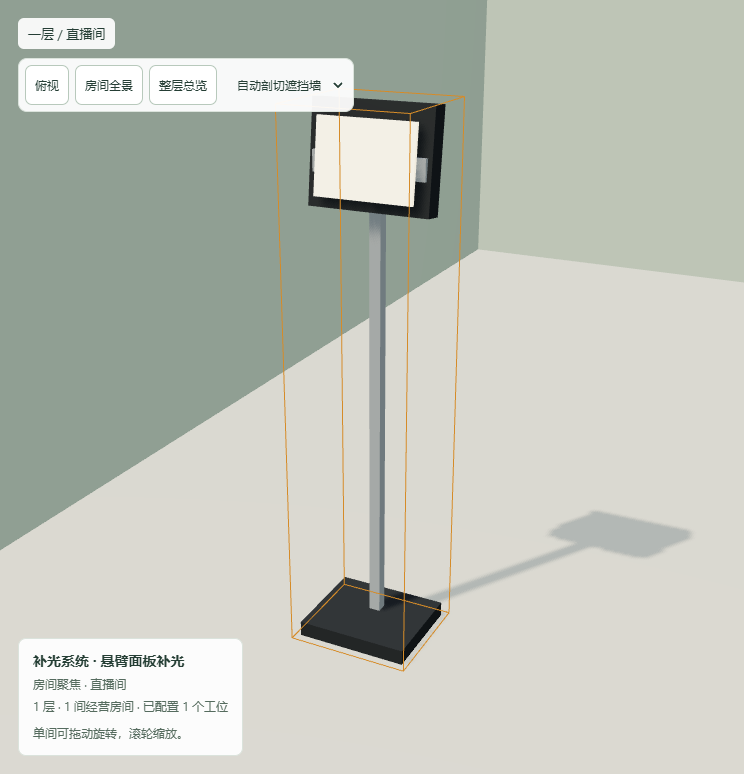 一层 / 直播间
俯视 房间全景 整层总览 自动剖切遮挡墙
补光系统 · 悬臂面板补光
房间聚焦 · 直播间
1 层 · 1 间经营房间 · 已配置 1 个工位
单间可拖动旋转，滚轮缩放。